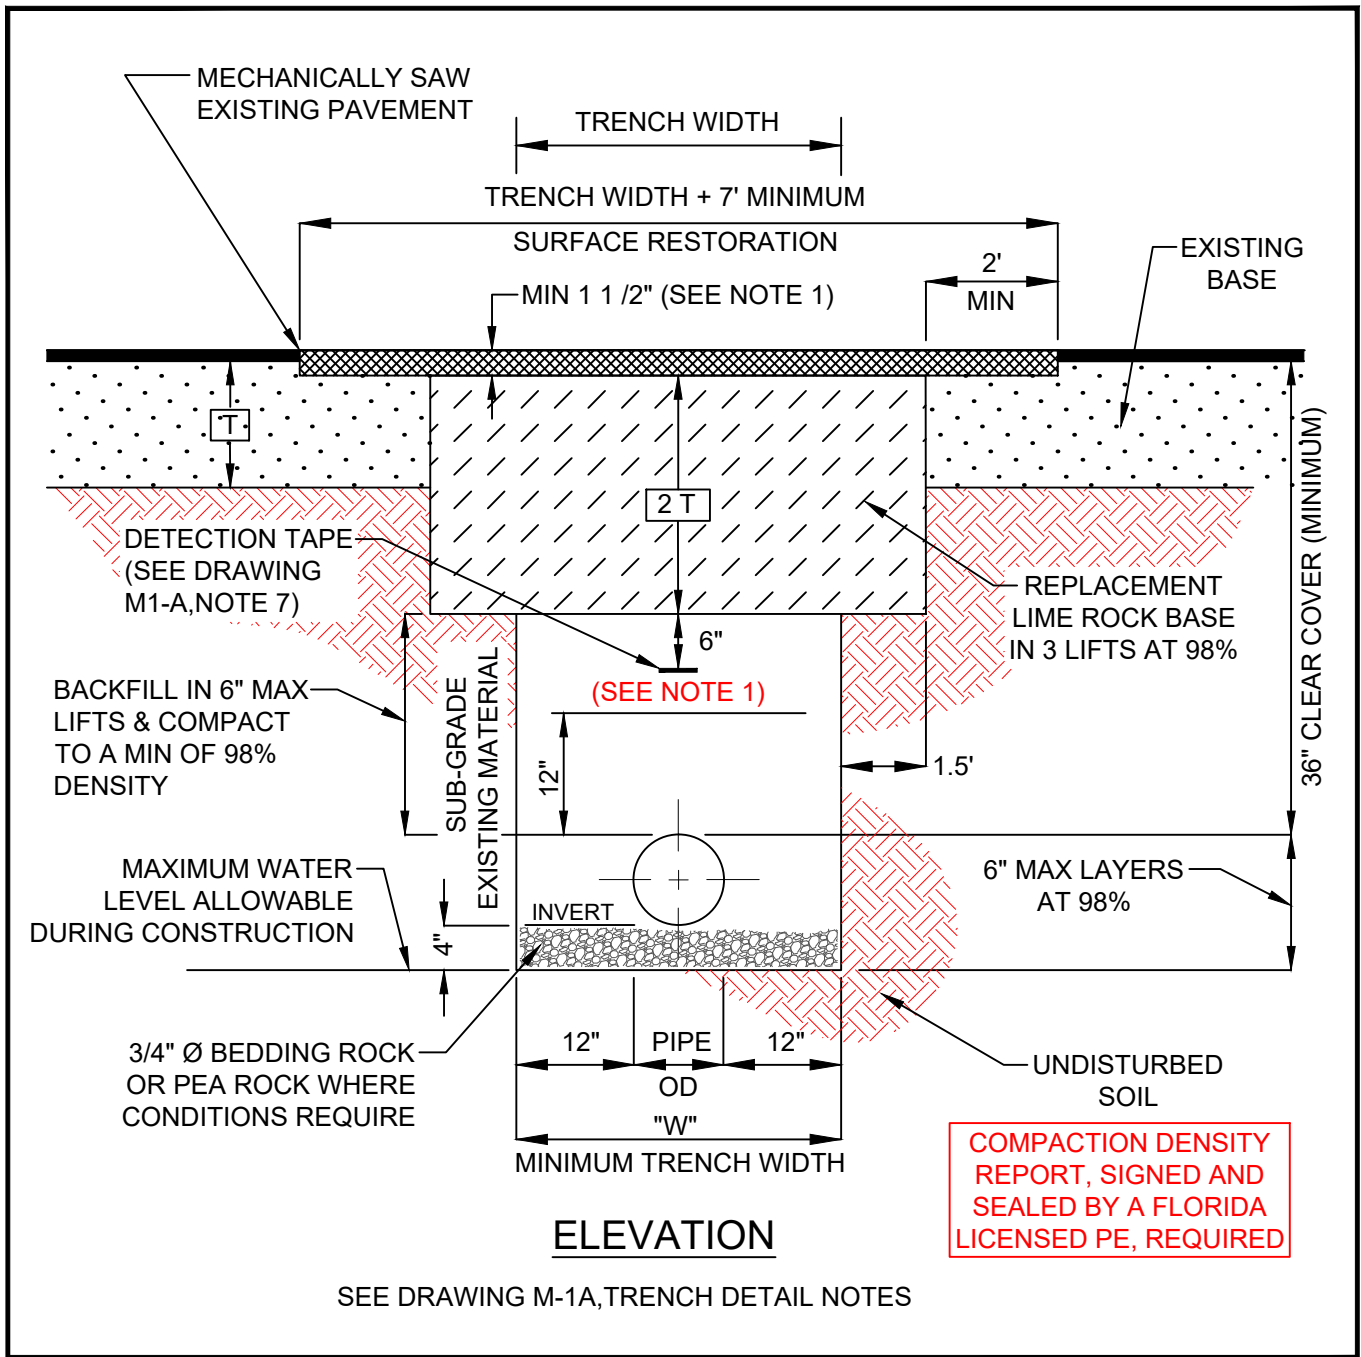 MECHANICALLY SAW
EXISTING PAVEMENT
TRENCH WIDTH
TRENCH WIDTH + 7' MINIMUM
SURFACE RESTORATION
2'
MIN
EXISTING
BASE
MIN 1 1 /2" (SEE NOTE 1)
T
2 T
36" CLEAR COVER (MINIMUM)
DETECTION TAPE
(SEE DRAWING
M1-A,NOTE 7)
REPLACEMENT
LIME ROCK BASE
IN 3 LIFTS AT 98%
6"
(SEE NOTE 1)
BACKFILL IN 6" MAX
LIFTS & COMPACT
TO A MIN OF 98%
DENSITY
SUB-GRADE
EXISTING MATERIAL
12"
1.5'
MAXIMUM WATER
LEVEL ALLOWABLE
DURING CONSTRUCTION
6" MAX LAYERS
AT 98%
INVERT
4"
3/4" Ø BEDDING ROCK
OR PEA ROCK WHERE
CONDITIONS REQUIRE
12"
PIPE
OD
12"
"W"
MINIMUM TRENCH WIDTH
UNDISTURBED
SOIL
COMPACTION DENSITY
REPORT, SIGNED AND
SEALED BY A FLORIDA
LICENSED PE, REQUIRED
ELEVATION
SEE DRAWING M-1A,TRENCH DETAIL NOTES